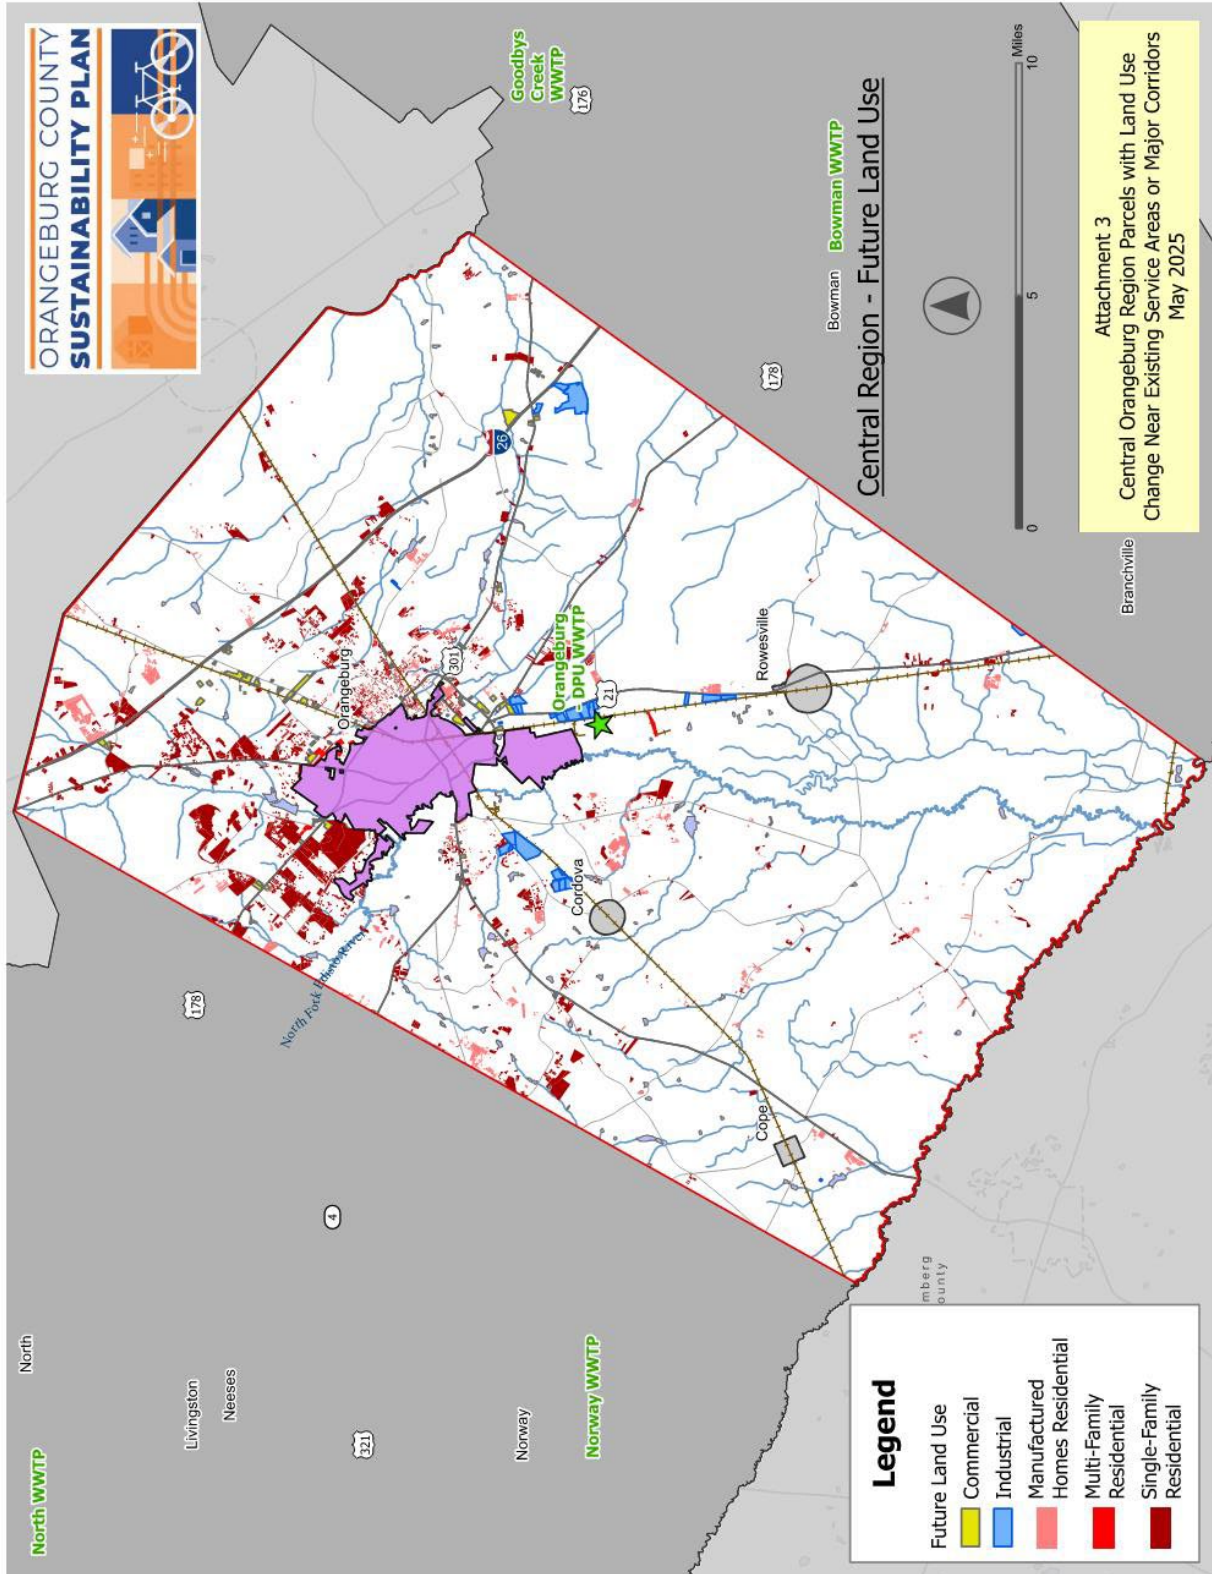 ORANGEBURG COUNTY
SUSTAINABILITY PLAN
North WWTP
North
Livingston
Neeses
321
Norway
Norway WWTP
4
178
North Fork Edisto River
Orangeburg
301
26
Orangeburg
DPU WWTP
21
Cordova
Cope
Rowesville
Goodbys
Creek
WWTP
176
Bowman
Bowman WWTP
178
Branchville
mberg
ounty
Central Region - Future Land Use
0
5
10
Miles
Attachment 3
Central Orangeburg Region Parcels with Land Use
Change Near Existing Service Areas or Major Corridors
May 2025
Legend
Future Land Use
Commercial
Industrial
Manufactured
Homes Residential
Multi-Family
Residential
Single-Family
Residential